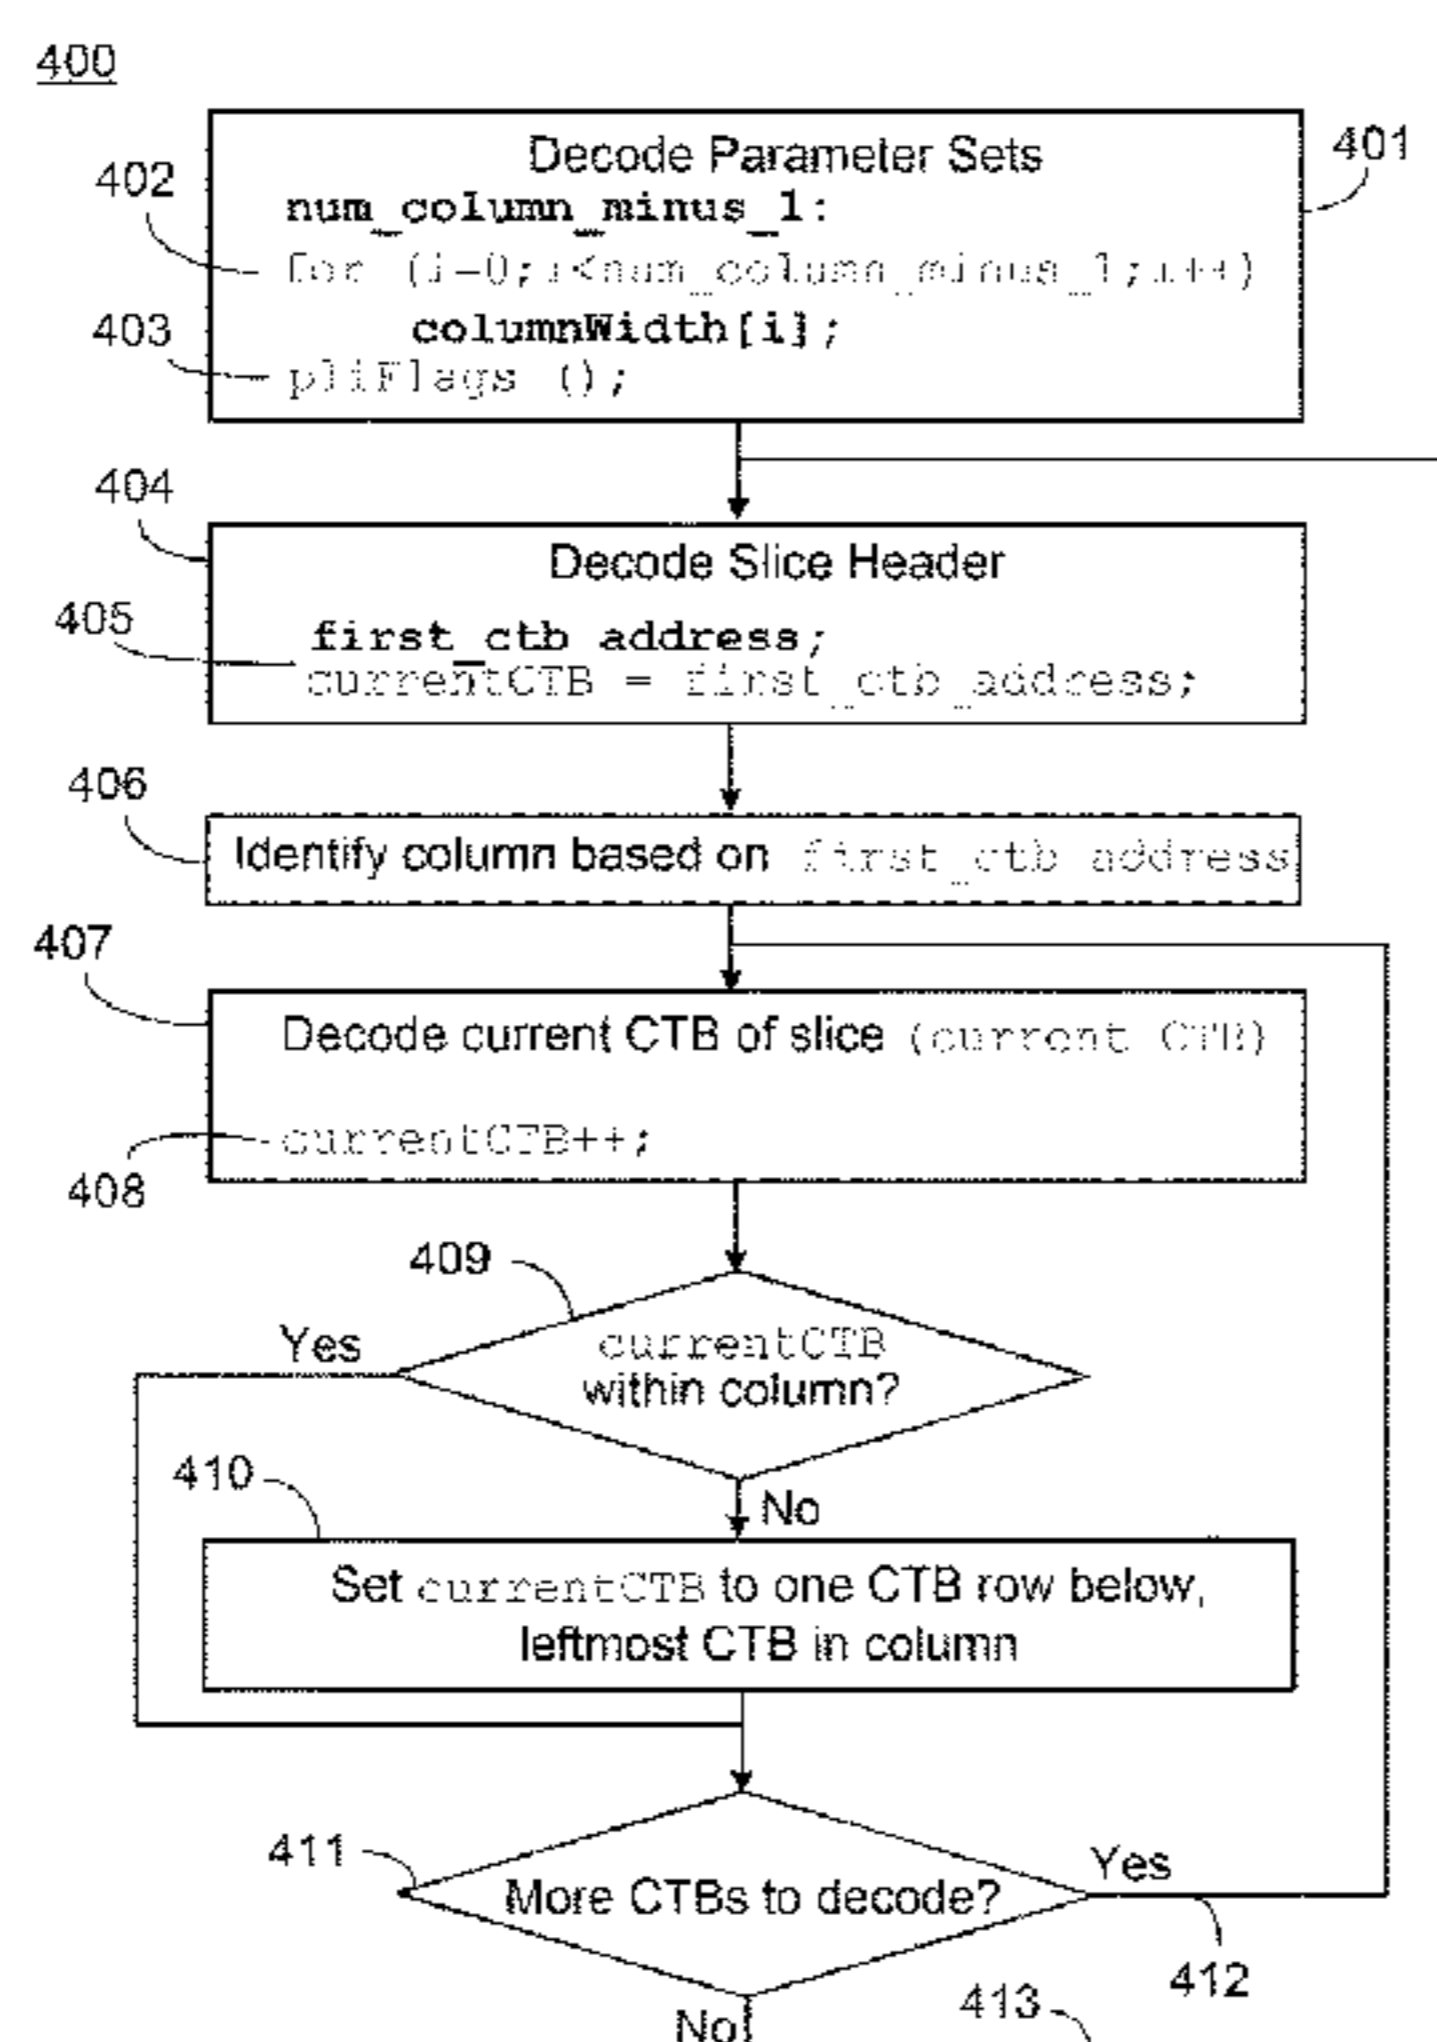 400
401
Decode Parameter Sets
402
num_column_minus_1:
for (i=0;i<num_column_minus_1;i++)
403
columnWidth[i];
pliFlags ();
404
Decode Slice Header
405
first_ctb_address;
currentCTB = first_ctb_address;
406
Identify column based on first_ctb_address
407
Decode current CTB of slice (current CTB)
currentCTB++;
408
409
Yes
currentCTB
within column?
410
No
Set currentCTB to one CTB row below,
leftmost CTB in column
411
Yes
More CTBs to decode?
412
413
No